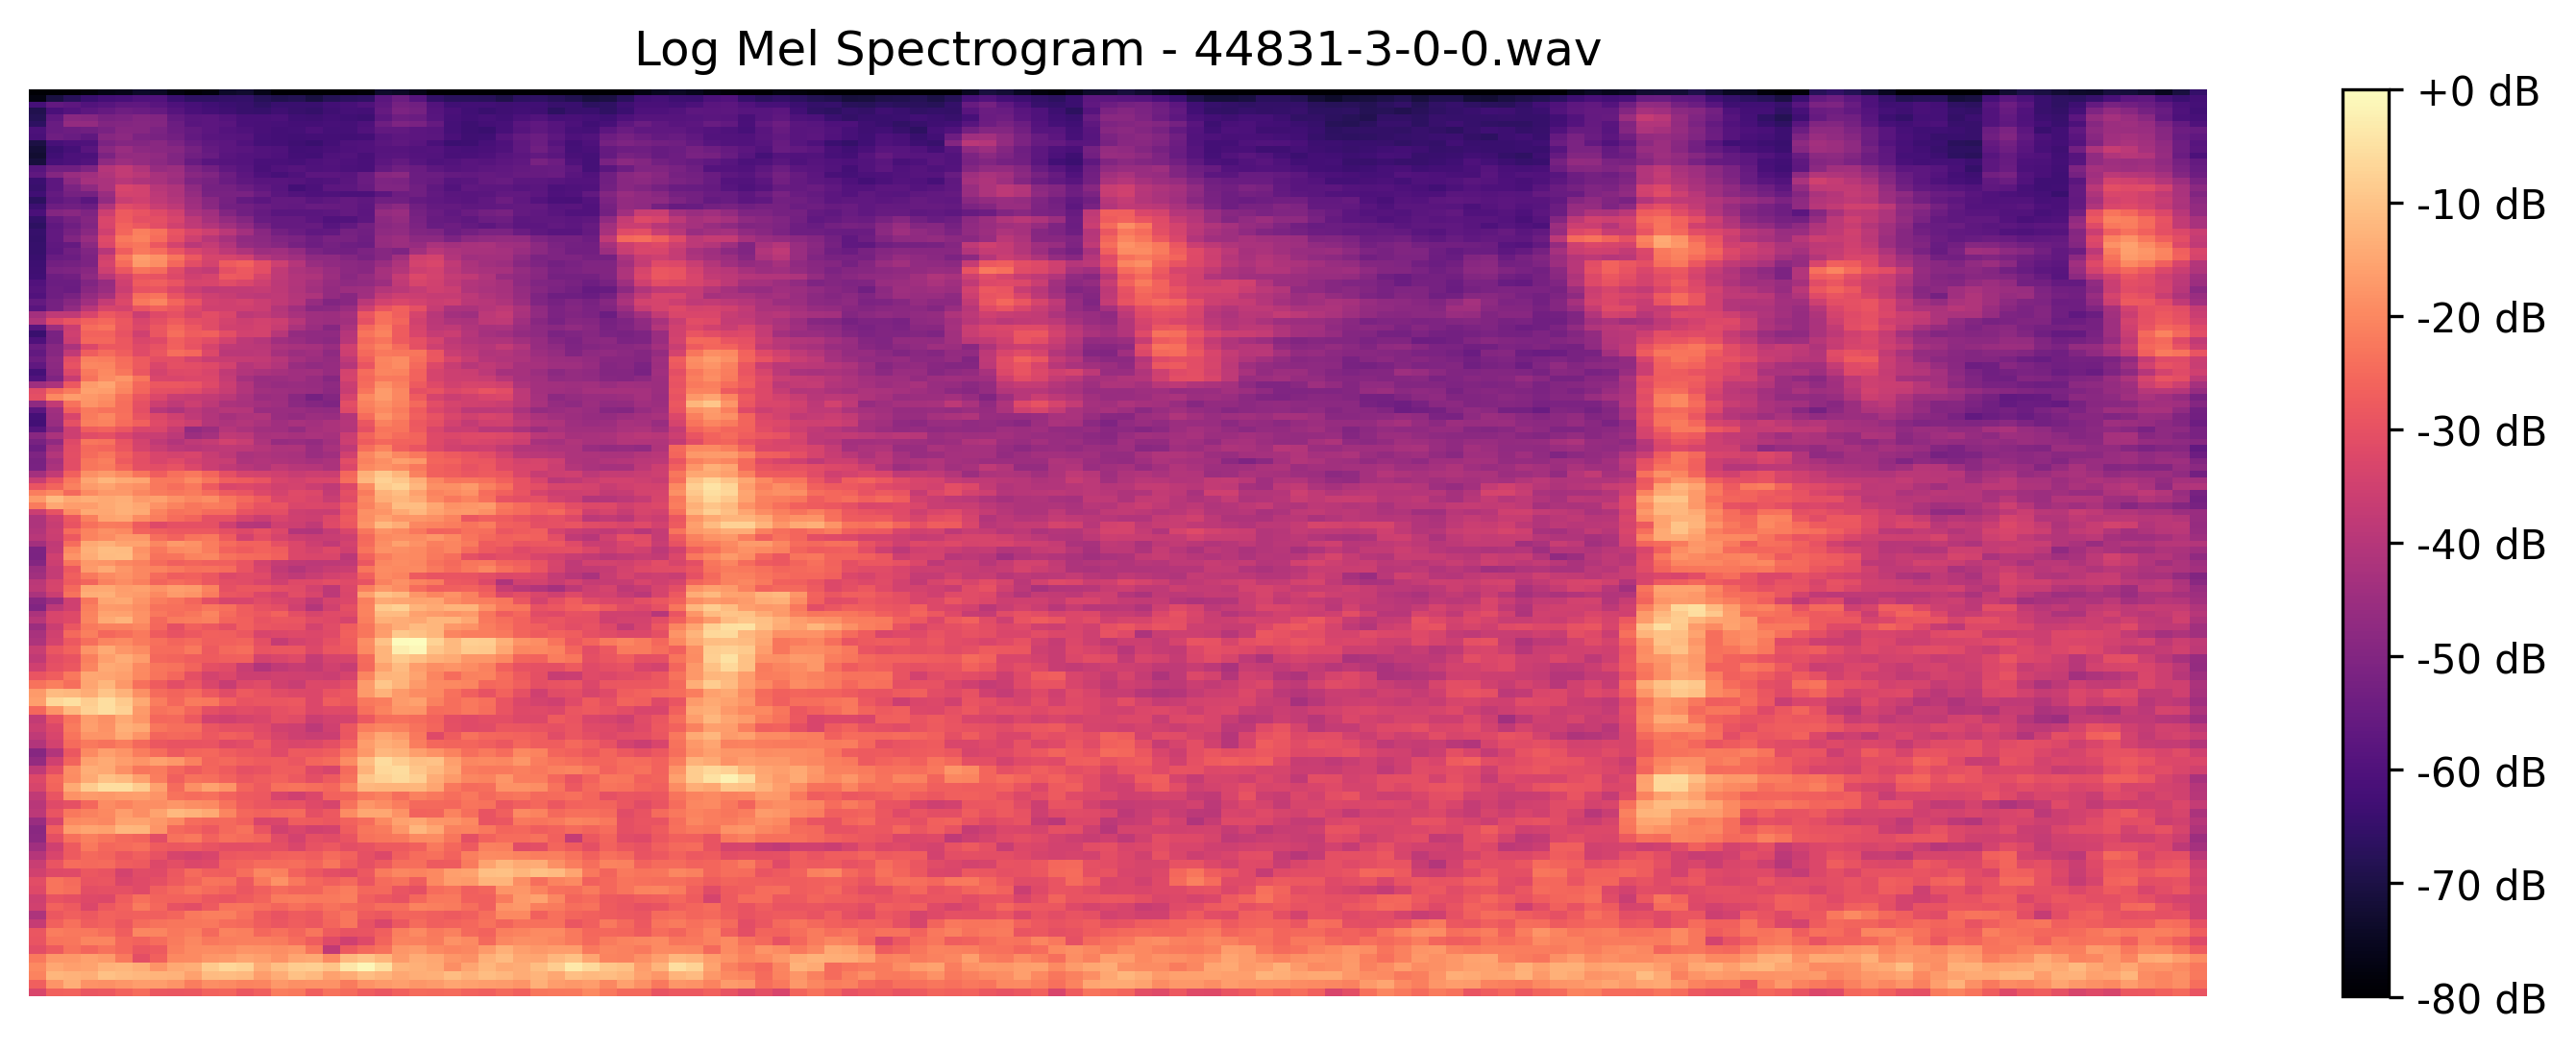 Log Mel Spectrogram - 44831-3-0-0.wav
+0 dB
-10 dB
-20 dB
-30 dB
-40 dB
-50 dB
-60 dB
-70 dB
-80 dB